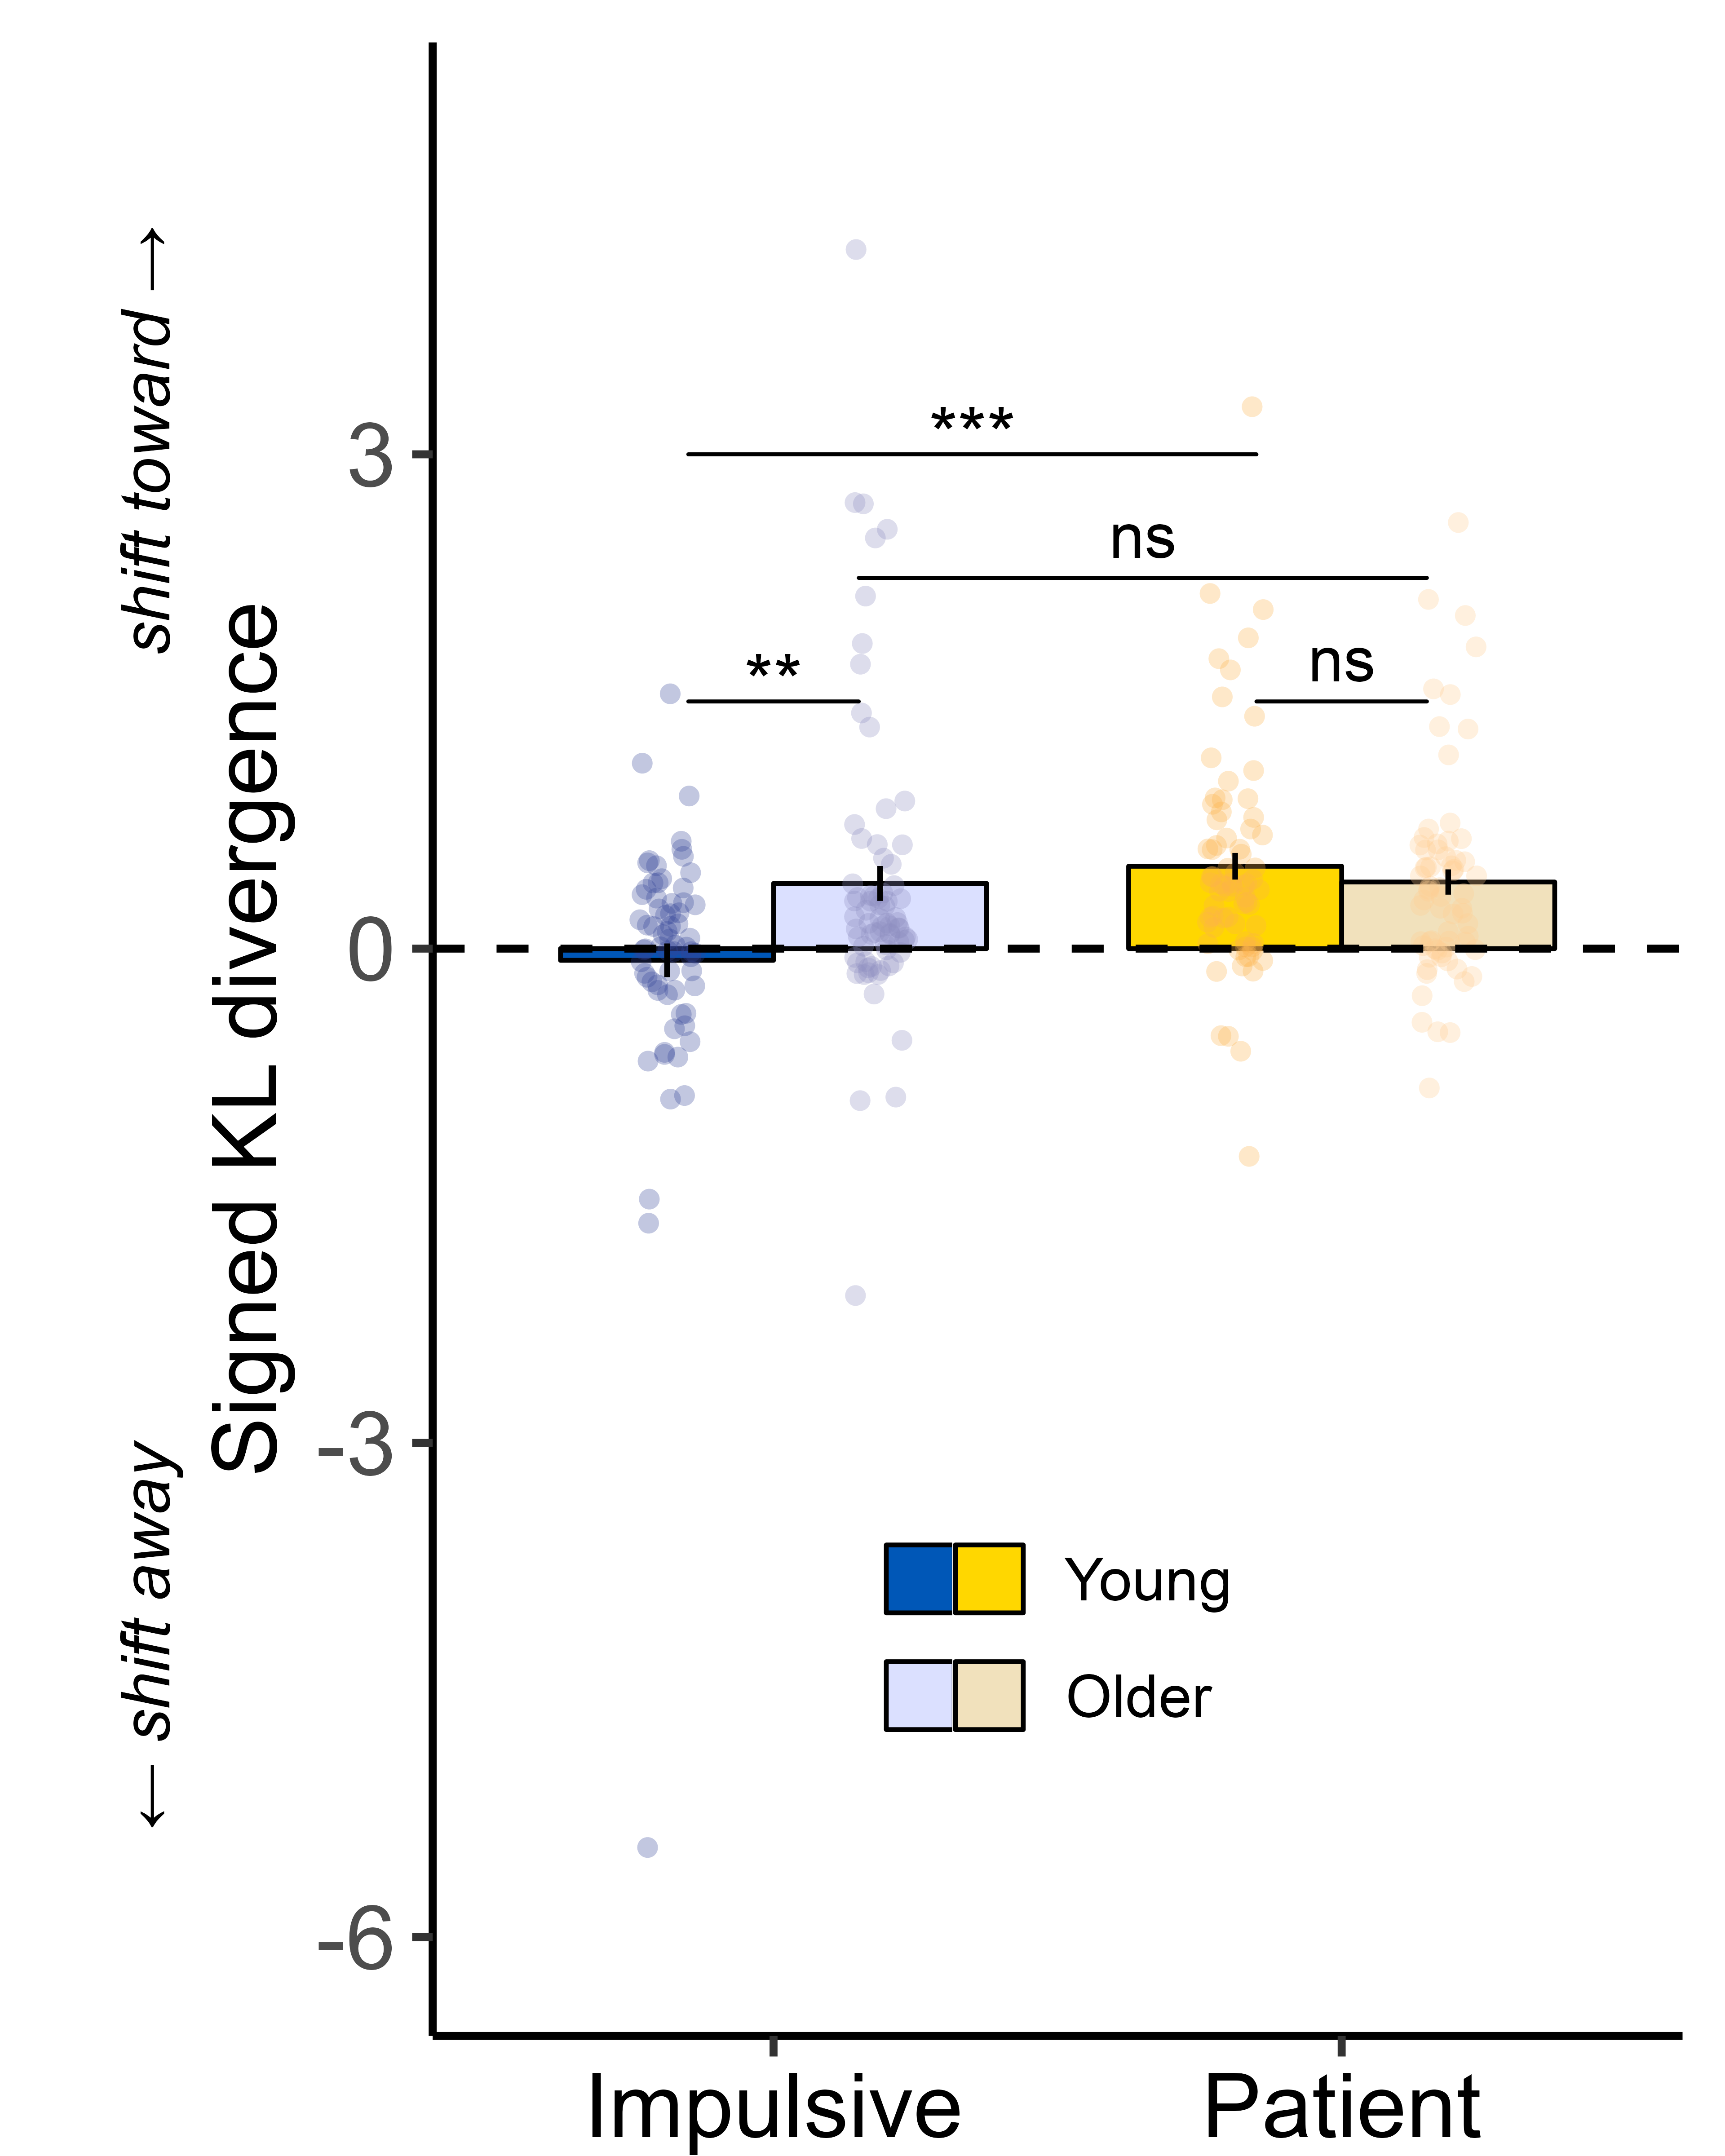 shift toward →
← shift away
Signed KL divergence
3
0
-3
-6
***
ns
**
ns
Young
Older
Impulsive
Patient